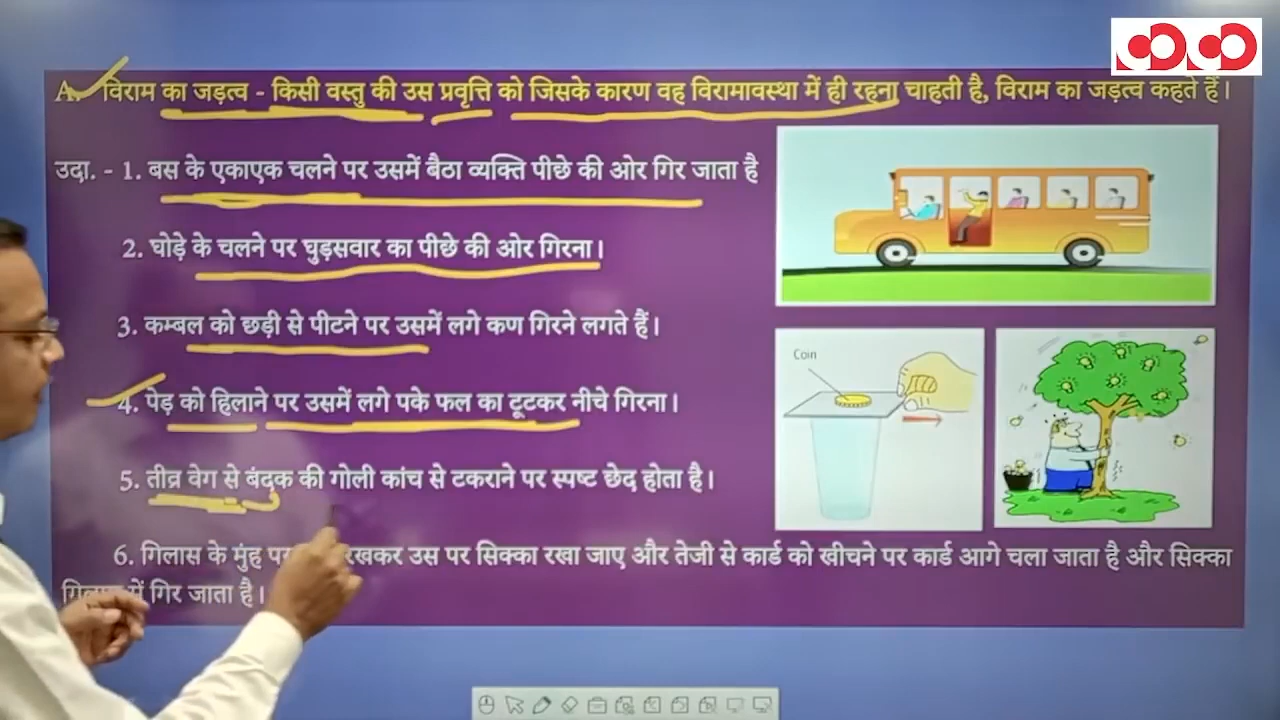 A. विराम का जड़त्व - किसी वस्तु की उस प्रवृत्ति को जिसके कारण वह विरामावस्था में ही रहना चाहती है, विराम का जड़त्व कहते हैं।
उदा. - 1. बस के एकाएक चलने पर उसमें बैठा व्यक्ति पीछे की ओर गिर जाता है
2. घोड़े के चलने पर घुड़सवार का पीछे की ओर गिरना।
3. कम्बल को छड़ी से पीटने पर उसमें लगे कण गिरने लगते हैं।
Coin
4. पेड़ को हिलाने पर उसमें लगे पके फल का टूटकर नीचे गिरना।
5. तीव्र वेग से बंदूक की गोली कांच से टकराने पर स्पष्ट छेद होता है।
6. गिलास के मुंह पर रखकर उस पर सिक्का रखा जाए और तेजी से कार्ड को खीचने पर कार्ड आगे चला जाता है और सिक्का
में गिर जाता है।